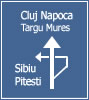 Cluj Napoca
Targu Mures
Sibiu
Pitesti